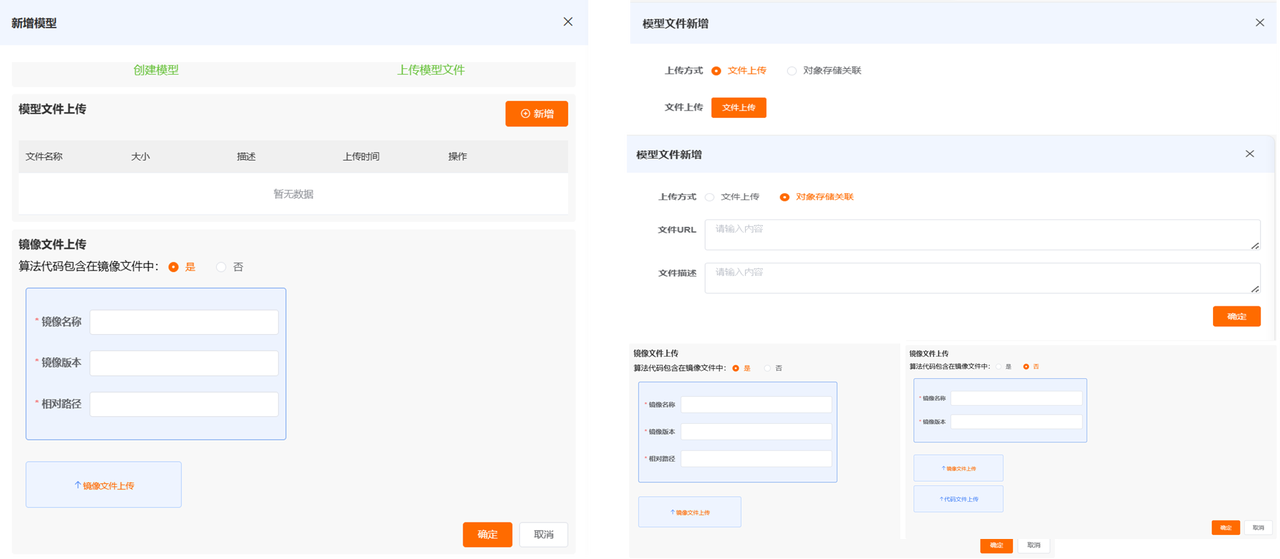 新增模型
创建模型 上传模型文件
模型文件上传
新增
文件名称 大小 描述 上传时间 操作
暂无数据
镜像文件上传
算法代码包含在镜像文件中： 是 否
* 镜像名称
* 镜像版本
* 相对路径
镜像文件上传
确定 取消
模型文件新增
上传方式 文件上传 对象存储关联
文件上传 文件上传
模型文件新增
上传方式 文件上传 对象存储关联
文件URL 请输入内容
文件描述 请输入内容
确定
镜像文件上传
算法代码包含在镜像文件中： 是 否
* 镜像名称
* 镜像版本
* 相对路径
镜像文件上传
确定 取消
镜像文件上传
算法代码包含在镜像文件中： 是 否
* 镜像名称
* 镜像版本
镜像文件上传
代码文件上传
确定 取消